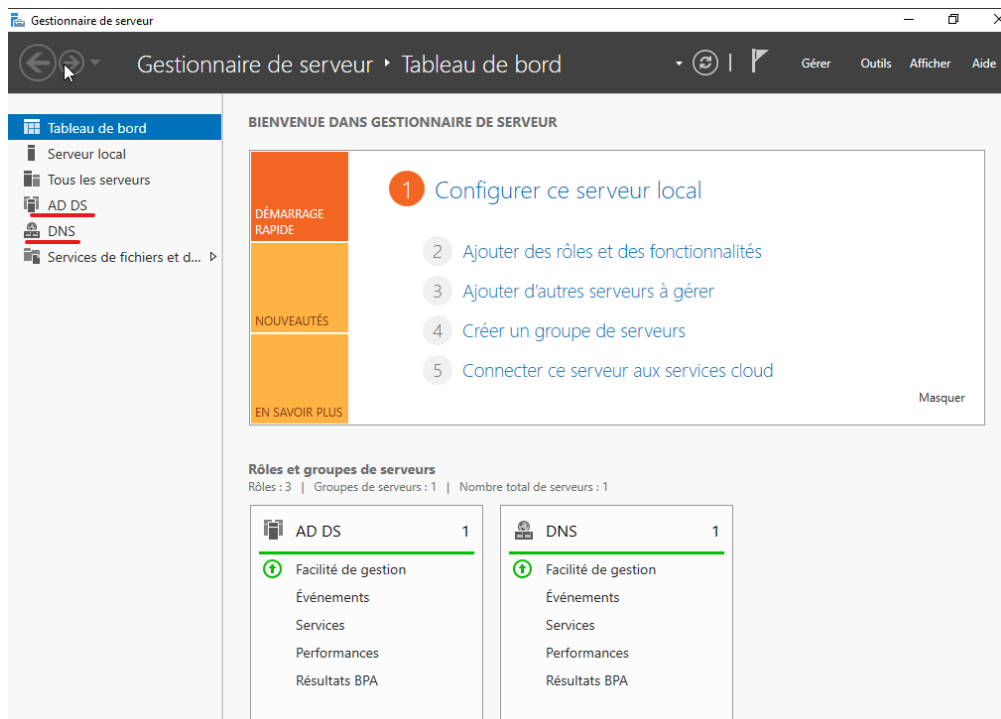 Gestionnaire de serveur
Gestionnaire de serveur • Tableau de bord
Gérer Outils Afficher Aide
Tableau de bord
Serveur local
Tous les serveurs
AD DS
DNS
Services de fichiers et d...
BIENVENUE DANS GESTIONNAIRE DE SERVEUR
DÉMARRAGE
RAPIDE
NOUVEAUTÉS
EN SAVOIR PLUS
1 Configurer ce serveur local
2 Ajouter des rôles et des fonctionnalités
3 Ajouter d'autres serveurs à gérer
4 Créer un groupe de serveurs
5 Connecter ce serveur aux services cloud
Masquer
Rôles et groupes de serveurs
Rôles : 3 | Groupes de serveurs : 1 | Nombre total de serveurs : 1
AD DS 1
Facilité de gestion
Événements
Services
Performances
Résultats BPA
DNS 1
Facilité de gestion
Événements
Services
Performances
Résultats BPA